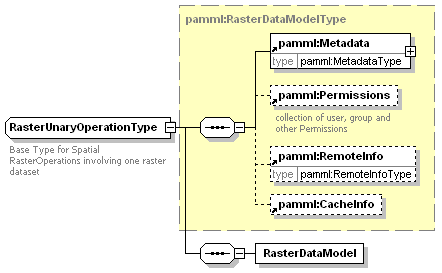 pamml:RasterDataModelType
pamml:Metadata
type pamml:MetadataType
pamml:Permissions
collection of user, group and
other Permissions
RasterUnaryOperationType
Base Type for Spatial
RasterOperations involving one raster
dataset
pamml:RemoteInfo
type pamml:RemoteInfoType
pamml:CacheInfo
RasterDataModel